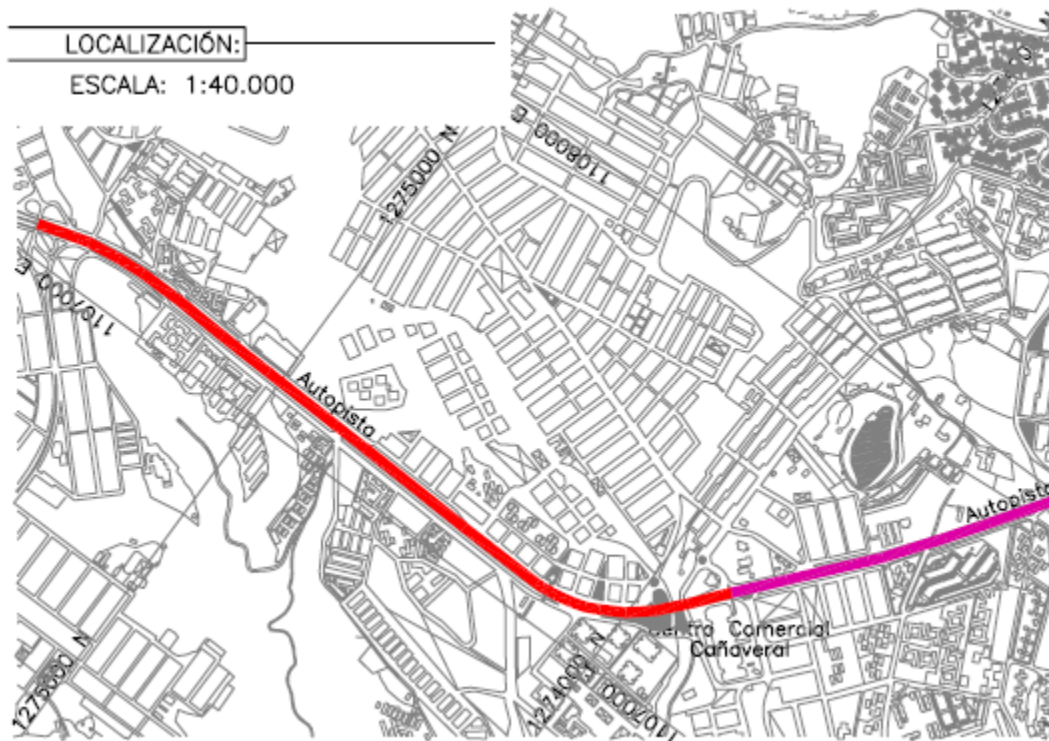 LOCALIZACIÓN:
ESCALA: 1:40.000
1108000 E
1275000 N
1107000 E
Autopista
Autopista
Centro Comercial
Cañaveral
1275000 N
1274000 N
1107000 E